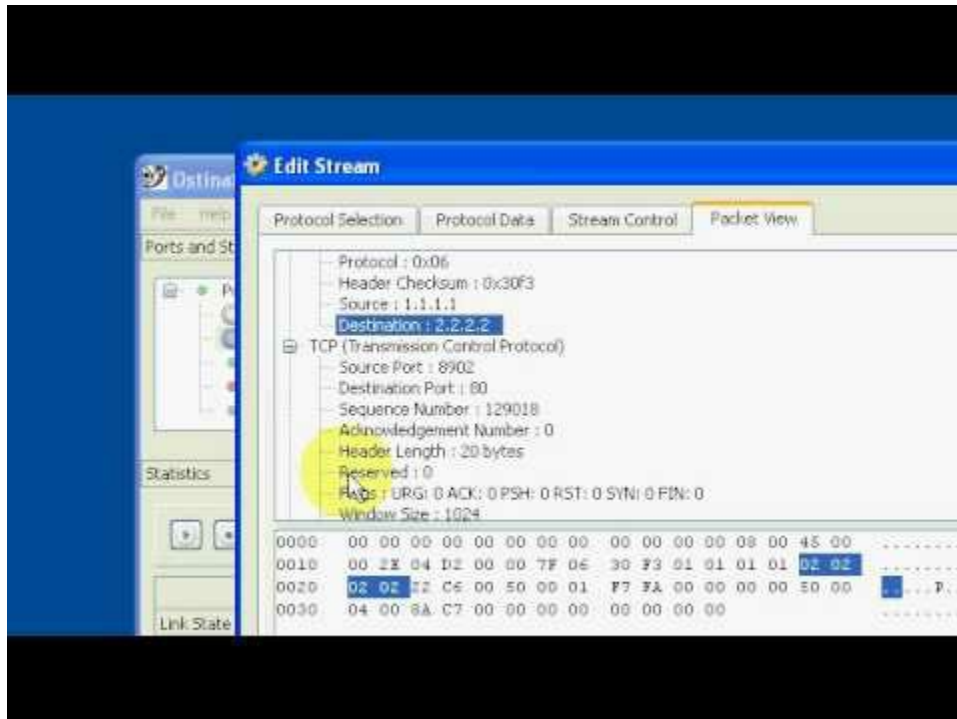 Ostina
Edit Stream
File Help
Protocol Selection Protocol Data Stream Control Packet View
Ports and St
Protocol : 0x06
Header Checksum : 0x30F3
Source : 1.1.1.1
Destination : 2.2.2.2
TCP (Transmission Control Protocol)
Source Port : 8902
Destination Port : 80
Sequence Number : 129018
Acknowledgement Number : 0
Header Length : 20 bytes
Reserved : 0
Flags : URG: 0 ACK: 0 PSH: 0 RST: 0 SYN: 0 FIN: 0
Window Size : 1024
Statistics
0000 00 00 00 00 00 00 00 00 00 00 00 00 08 00 45 00 ........
0010 00 2E 04 D2 00 00 7F 06 30 F3 01 01 01 01 02 02 ........
0020 02 02 22 C6 00 50 00 01 F7 FA 00 00 00 00 50 00 .....P.
0030 04 00 8A C7 00 00 00 00 00 00 00 00 ........
Link State